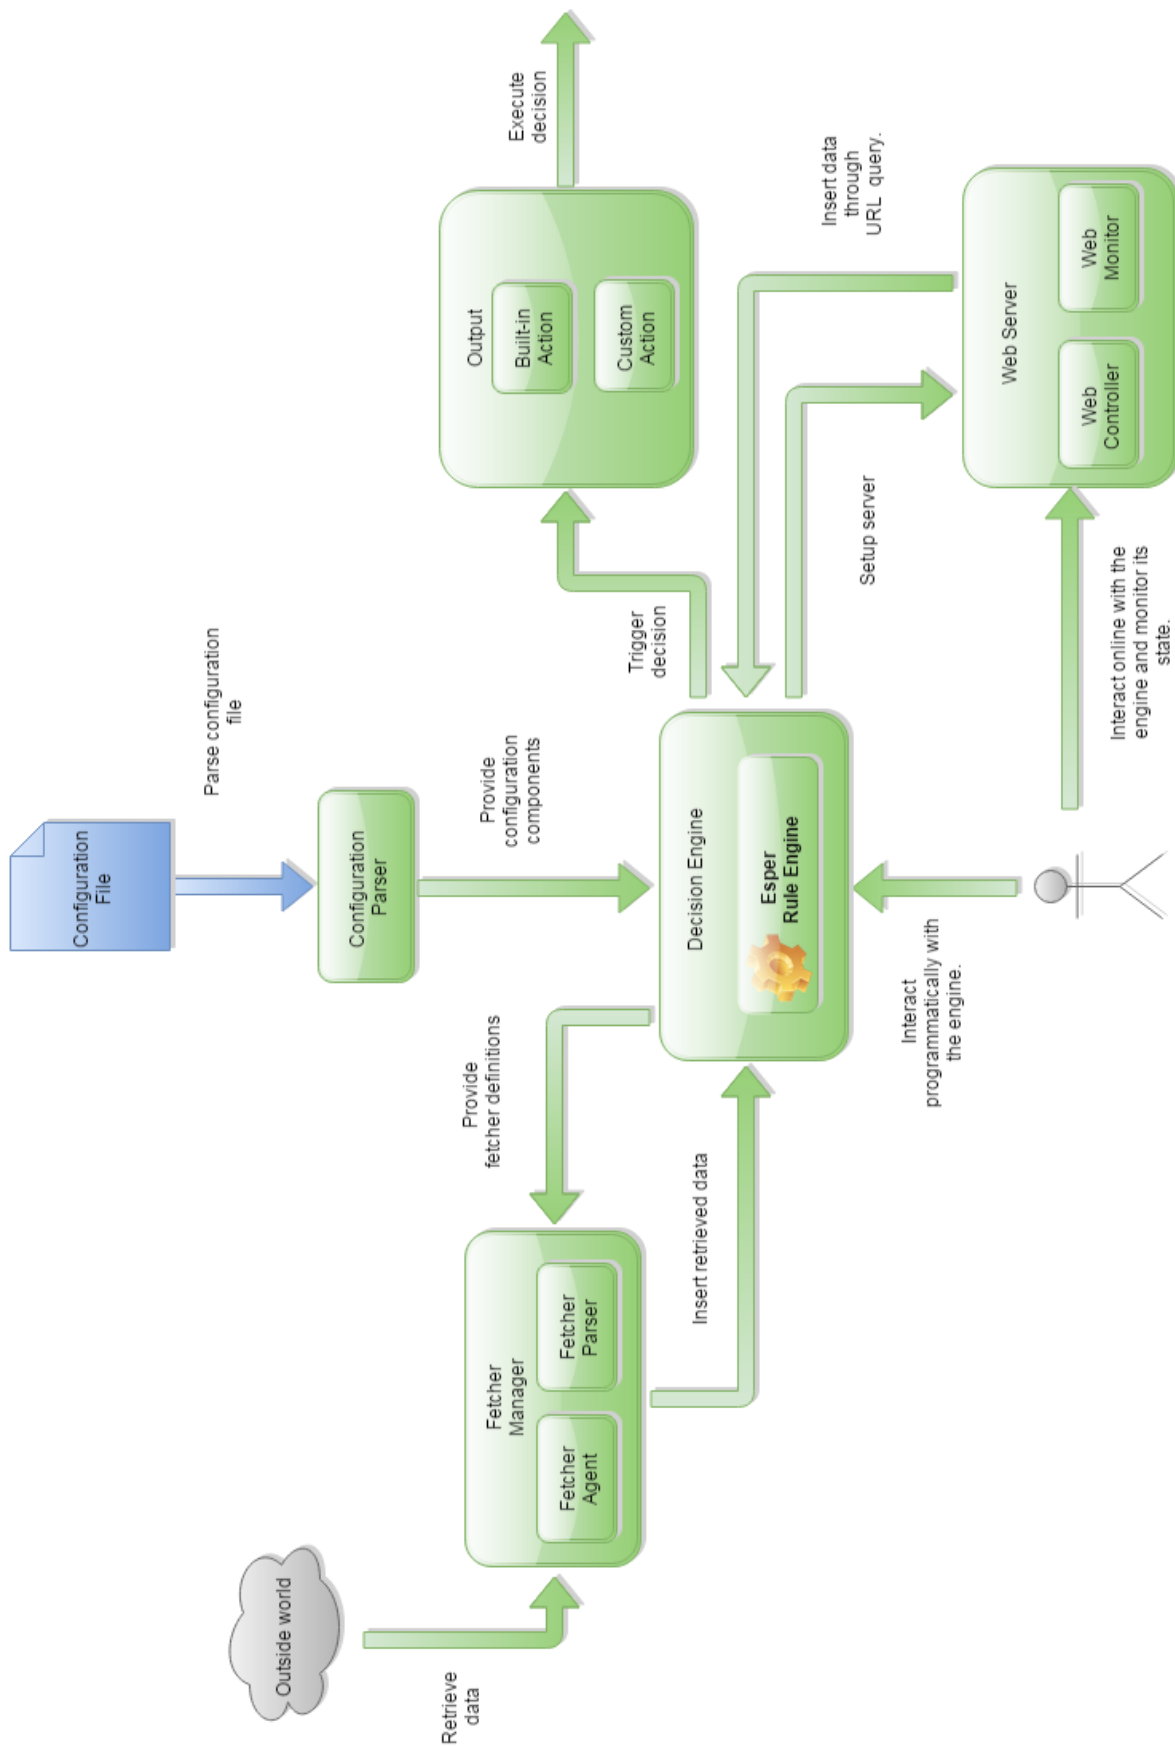 Configuration
File
Parse configuration
file
Configuration
Parser
Provide
configuration
components
Outside world
Retrieve
data
Fetcher
Manager
Fetcher
Agent
Fetcher
Parser
Provide
fetcher definitions
Insert retrieved data
Decision Engine
Esper
Rule Engine
Trigger
decision
Output
Built-in
Action
Custom
Action
Execute
decision
Insert data
through
URL query.
Setup server
Web Server
Web
Controller
Web
Monitor
Interact
programmatically with
the engine.
Interact online with the
engine and monitor its
state.